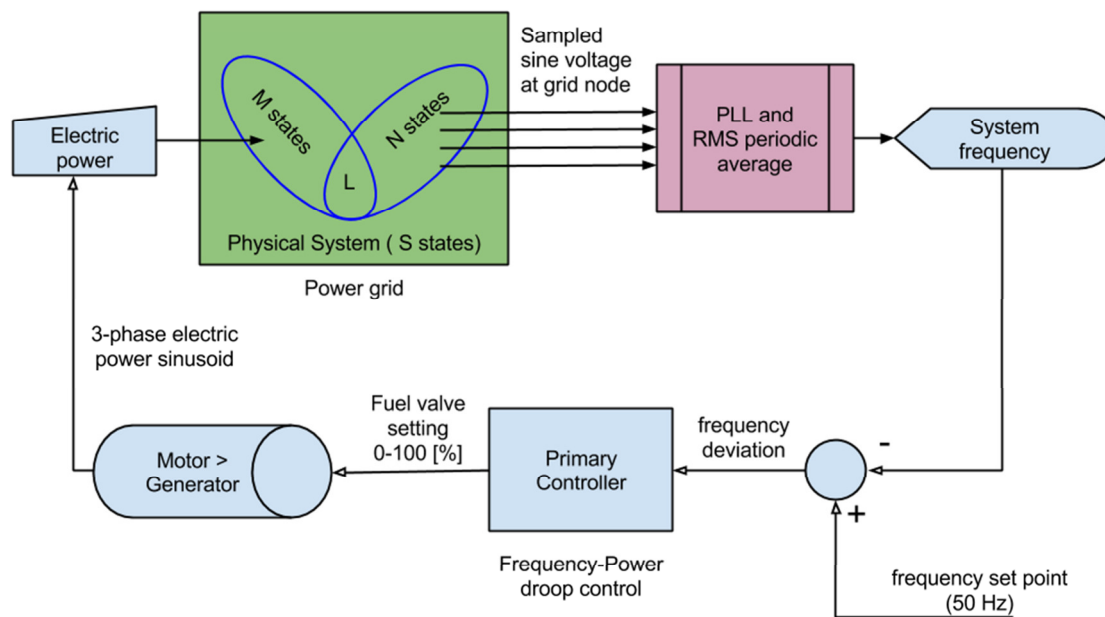 Sampled
sine voltage
at grid node
Electric
power
M states
N states
L
Physical System ( S states)
Power grid
PLL and
RMS periodic
average
System
frequency
3-phase electric
power sinusoid
Fuel valve
setting
0-100 [%]
Motor >
Generator
Primary
Controller
Frequency-Power
droop control
frequency
deviation
-
+
frequency set point
(50 Hz)